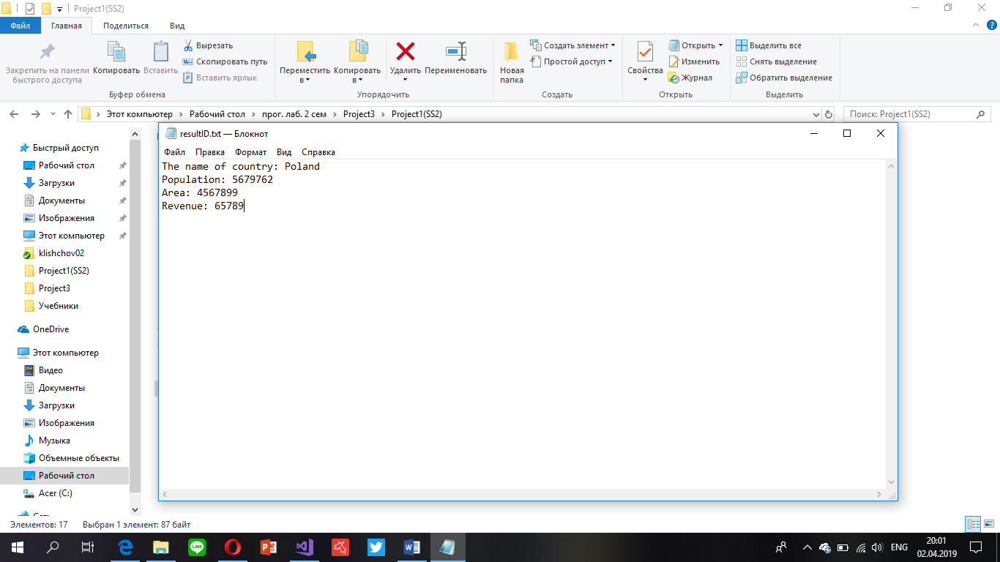 Project1(SS2)
Файл Главная Поделиться Вид
Закрепить на панели быстрого доступа
Копировать
Вставить
Вырезать
Скопировать путь
Вставить ярлык
Буфер обмена
Переместить в
Копировать в
Удалить
Переименовать
Упорядочить
Новая папка
Создать элемент
Простой доступ
Создать
Свойства
Открыть
Изменить
Журнал
Открыть
Выделить все
Снять выделение
Обратить выделение
Выделить
Этот компьютер > Рабочий стол > прог. лаб. 2 сем > Project3 > Project1(SS2)
Поиск: Project1(SS2)
Быстрый доступ
Рабочий стол
Загрузки
Документы
Изображения
Этот компьютер
klishchov02
Project1(SS2)
Project3
Учебники
OneDrive
Этот компьютер
Видео
Документы
Загрузки
Изображения
Музыка
Объемные объекты
Рабочий стол
Acer (C:)
resultID.txt — Блокнот
Файл Правка Формат Вид Справка
The name of country: Poland
Population: 5679762
Area: 4567899
Revenue: 65789
Элементов: 17 Выбран 1 элемент: 87 байт
ENG
20:01
02.04.2019